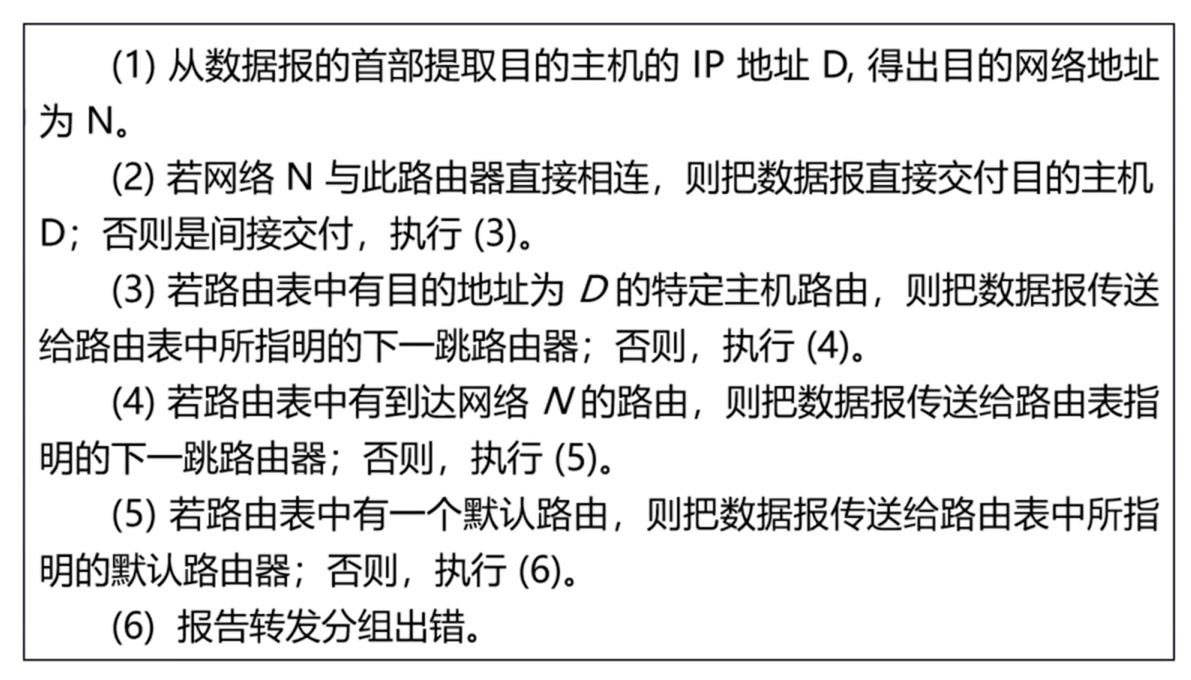 (1) 从数据报的首部提取目的主机的 IP 地址 D, 得出目的网络地址
为 N。
(2) 若网络 N 与此路由器直接相连，则把数据报直接交付目的主机
D；否则是间接交付，执行 (3)。
(3) 若路由表中有目的地址为 D 的特定主机路由，则把数据报传送
给路由表中所指明的下一跳路由器；否则，执行 (4)。
(4) 若路由表中有到达网络 N 的路由，则把数据报传送给路由表指
明的下一跳路由器；否则，执行 (5)。
(5) 若路由表中有一个默认路由，则把数据报传送给路由表中所指
明的默认路由器；否则，执行 (6)。
(6) 报告转发分组出错。